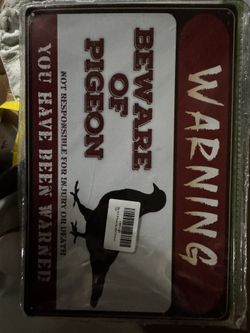 WARNING
BEWARE
OF
PIGEON
NOT RESPONSIBLE FOR INJURY OR DEATH
YOU HAVE BEEN WARNED